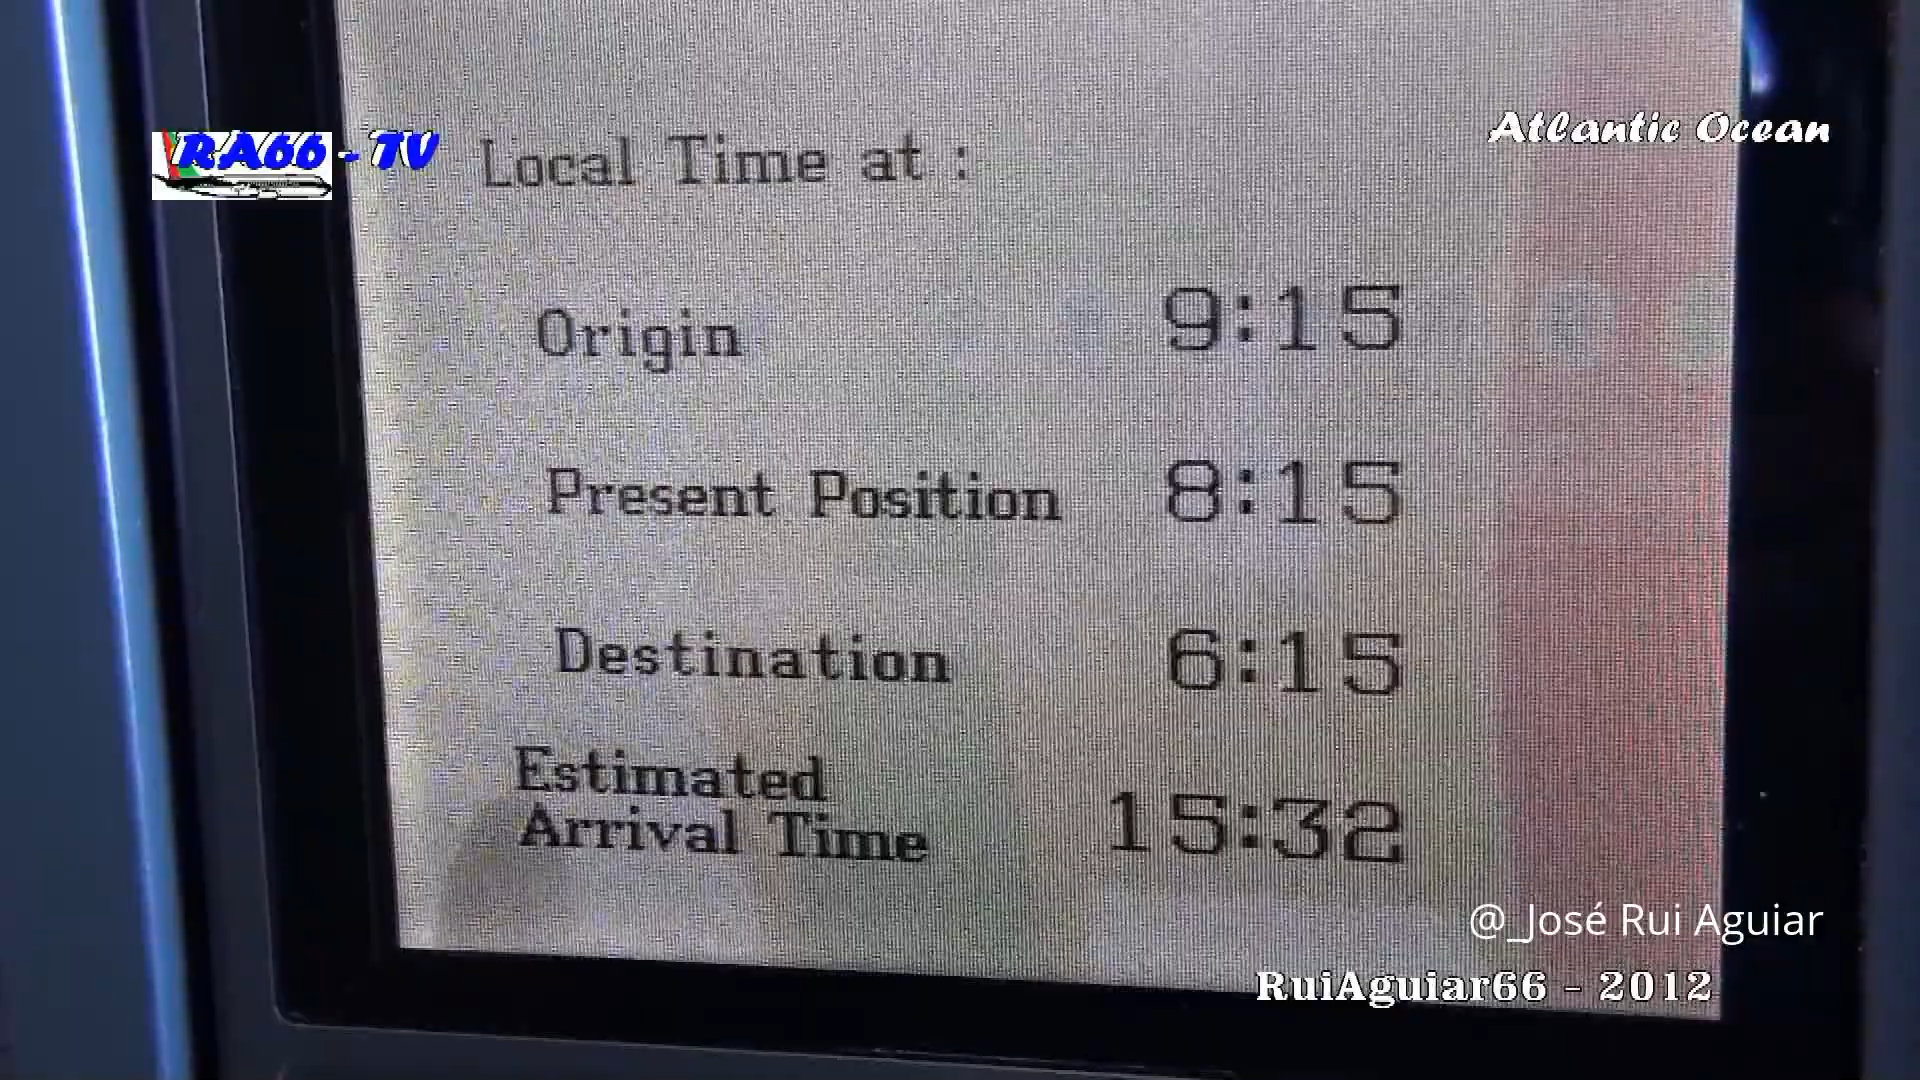 RA66 - TV
Atlantic Ocean
Local Time at :
Origin 9:15
Present Position 8:15
Destination 6:15
Estimated
Arrival Time 15:32
@_José Rui Aguiar
RuiAguiar66 - 2012